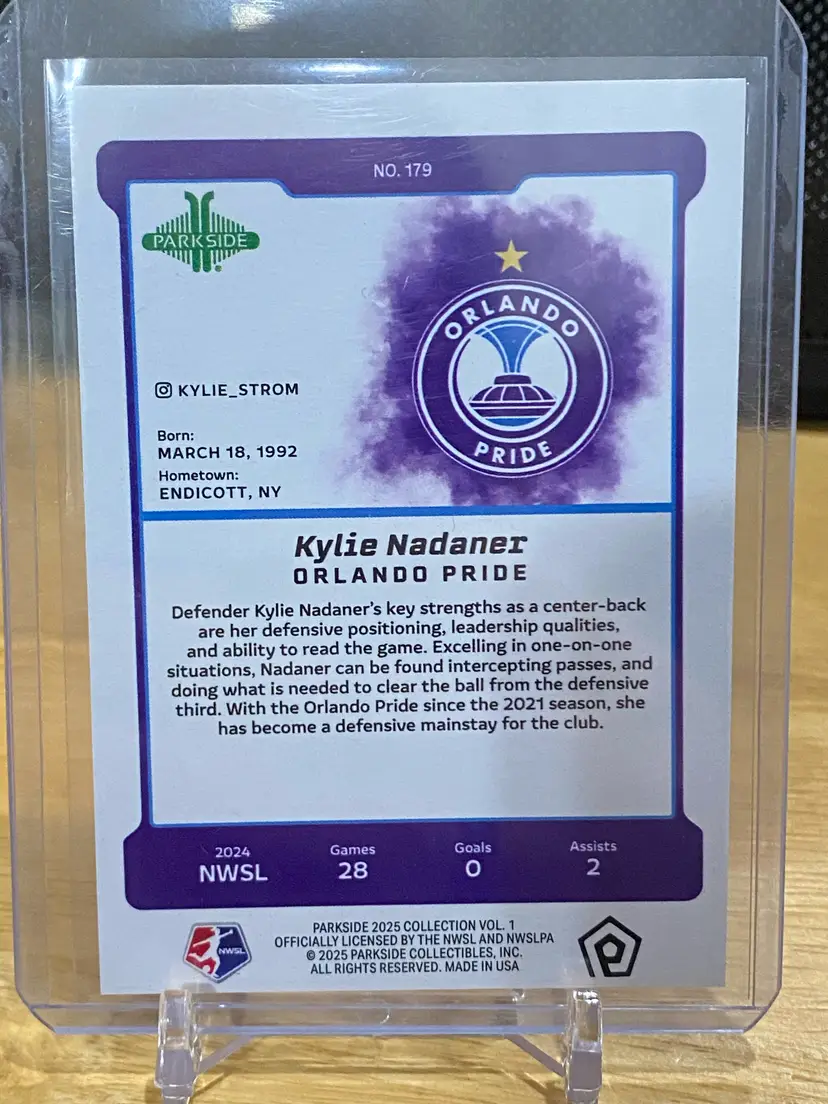 NO. 179
PARKSIDE
ORLANDO
PRIDE
KYLIE_STROM
Born:
MARCH 18, 1992
Hometown:
ENDICOTT, NY
Kylie Nadaner
ORLANDO PRIDE
Defender Kylie Nadaner's key strengths as a center-back
are her defensive positioning, leadership qualities,
and ability to read the game. Excelling in one-on-one
situations, Nadaner can be found intercepting passes, and
doing what is needed to clear the ball from the defensive
third. With the Orlando Pride since the 2021 season, she
has become a defensive mainstay for the club.
2024 Games Goals Assists
NWSL 28 0 2
NWSL
PARKSIDE 2025 COLLECTION VOL. 1
OFFICIALLY LICENSED BY THE NWSL AND NWSLPA
© 2025 PARKSIDE COLLECTIBLES, INC.
ALL RIGHTS RESERVED. MADE IN USA